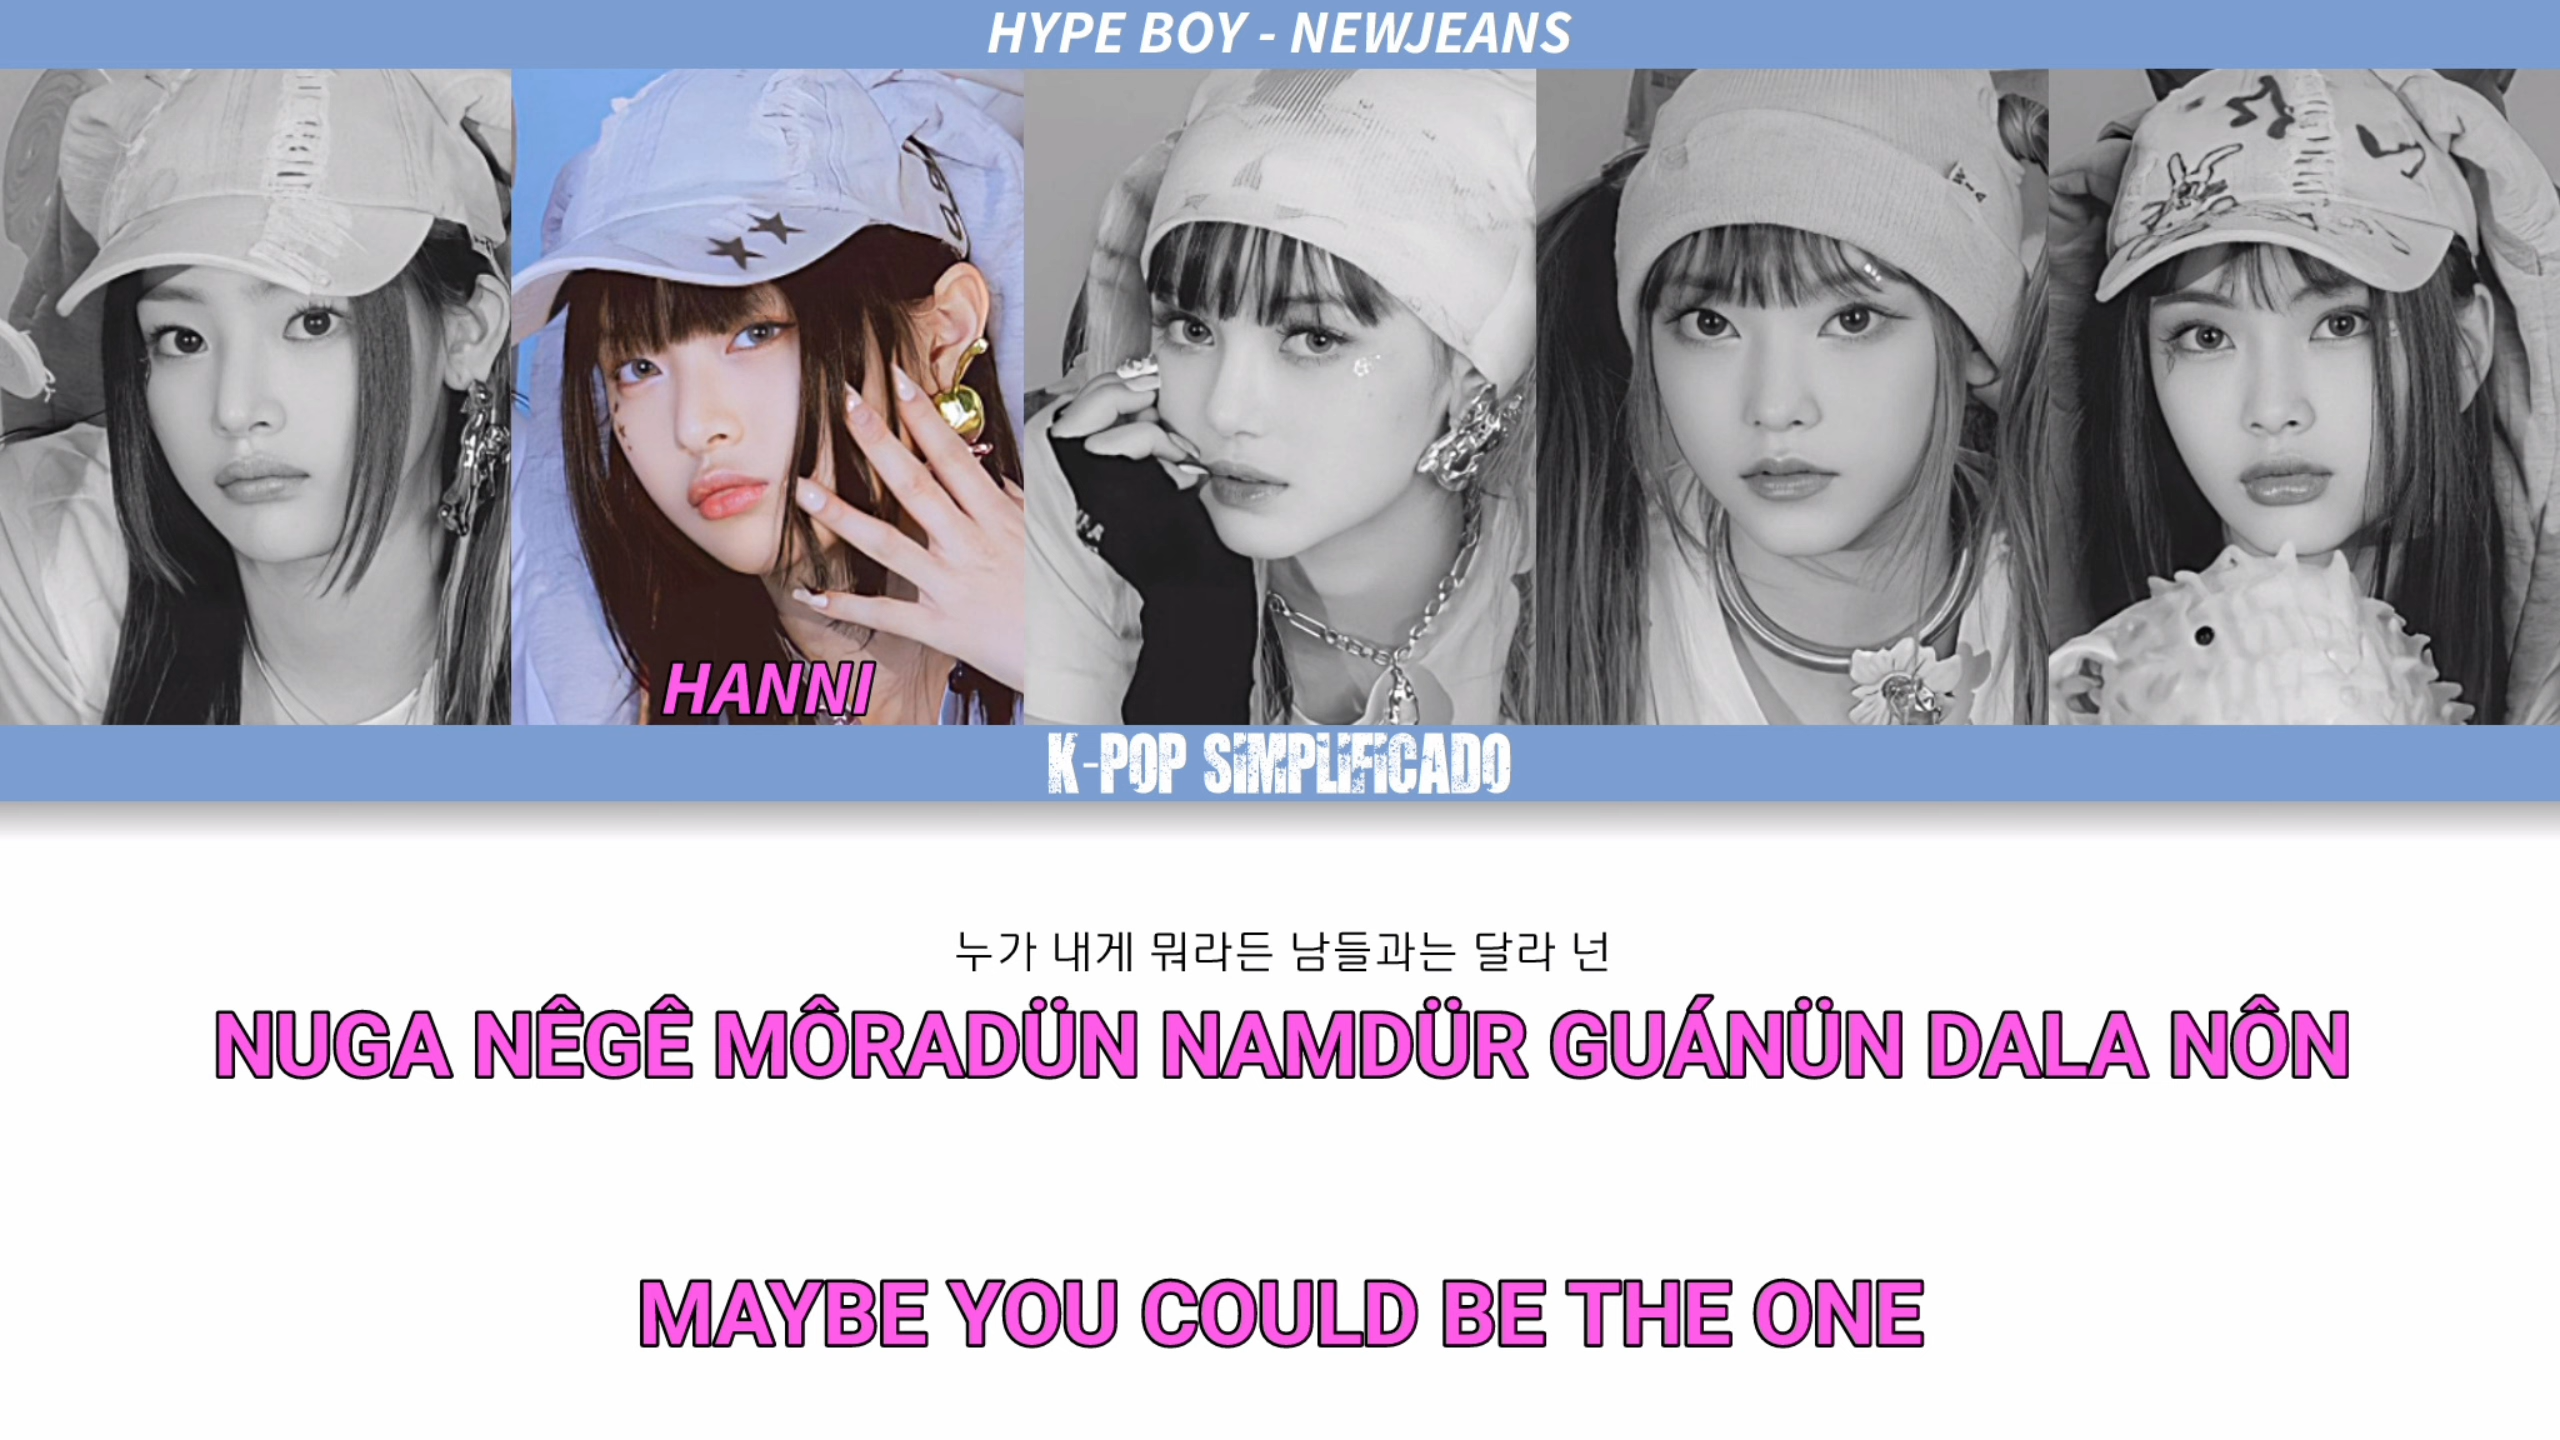 HYPE BOY - NEWJEANS
HANNI
K-POP SIMPLIFICADO
누가 내게 뭐라든 남들과는 달라 넌
NUGA NÊGÊ MÔRADÜN NAMDÜR GUÁNÜN DALA NÔN
MAYBE YOU COULD BE THE ONE